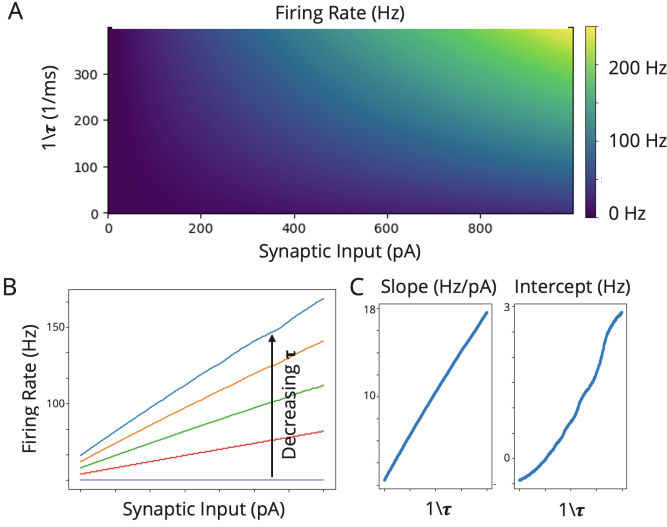 A
Firing Rate (Hz)
1\τ (1/ms)
300
200
100
0
0
200
400
600
800
Synaptic Input (pA)
200 Hz
100 Hz
0 Hz
B
Firing Rate (Hz)
150
100
Decreasing τ
Synaptic Input (pA)
C
Slope (Hz/pA)
18
10
1\τ
Intercept (Hz)
3
0
1\τ